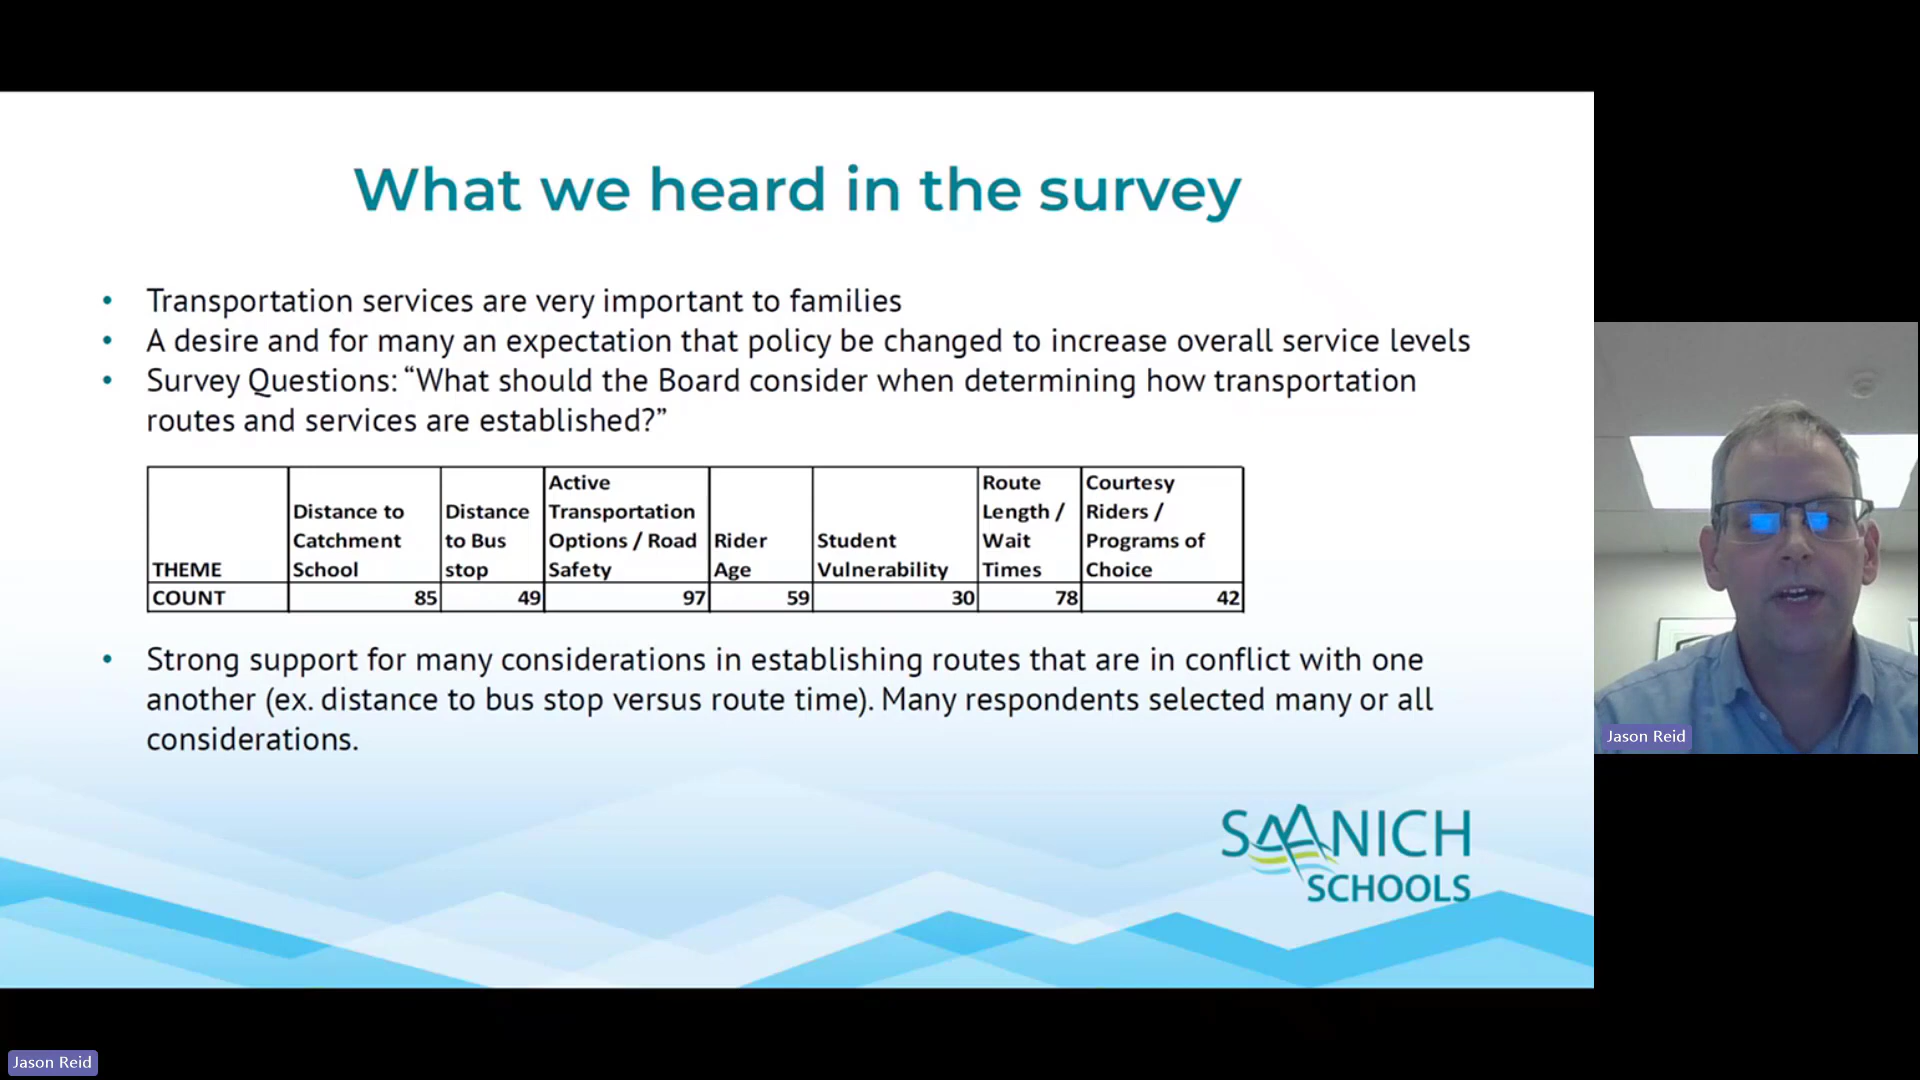 What we heard in the survey
• Transportation services are very important to families
• A desire and for many an expectation that policy be changed to increase overall service levels
• Survey Questions: “What should the Board consider when determining how transportation
routes and services are established?”
THEME
Distance to
Catchment
School
Distance
to Bus
stop
Active
Transportation
Options / Road
Safety
Rider
Age
Student
Vulnerability
Route
Length /
Wait
Times
Courtesy
Riders /
Programs of
Choice
COUNT 85 49 97 59 30 78 42
• Strong support for many considerations in establishing routes that are in conflict with one
another (ex. distance to bus stop versus route time). Many respondents selected many or all
considerations.
SAANICH
SCHOOLS
Jason Reid
Jason Reid